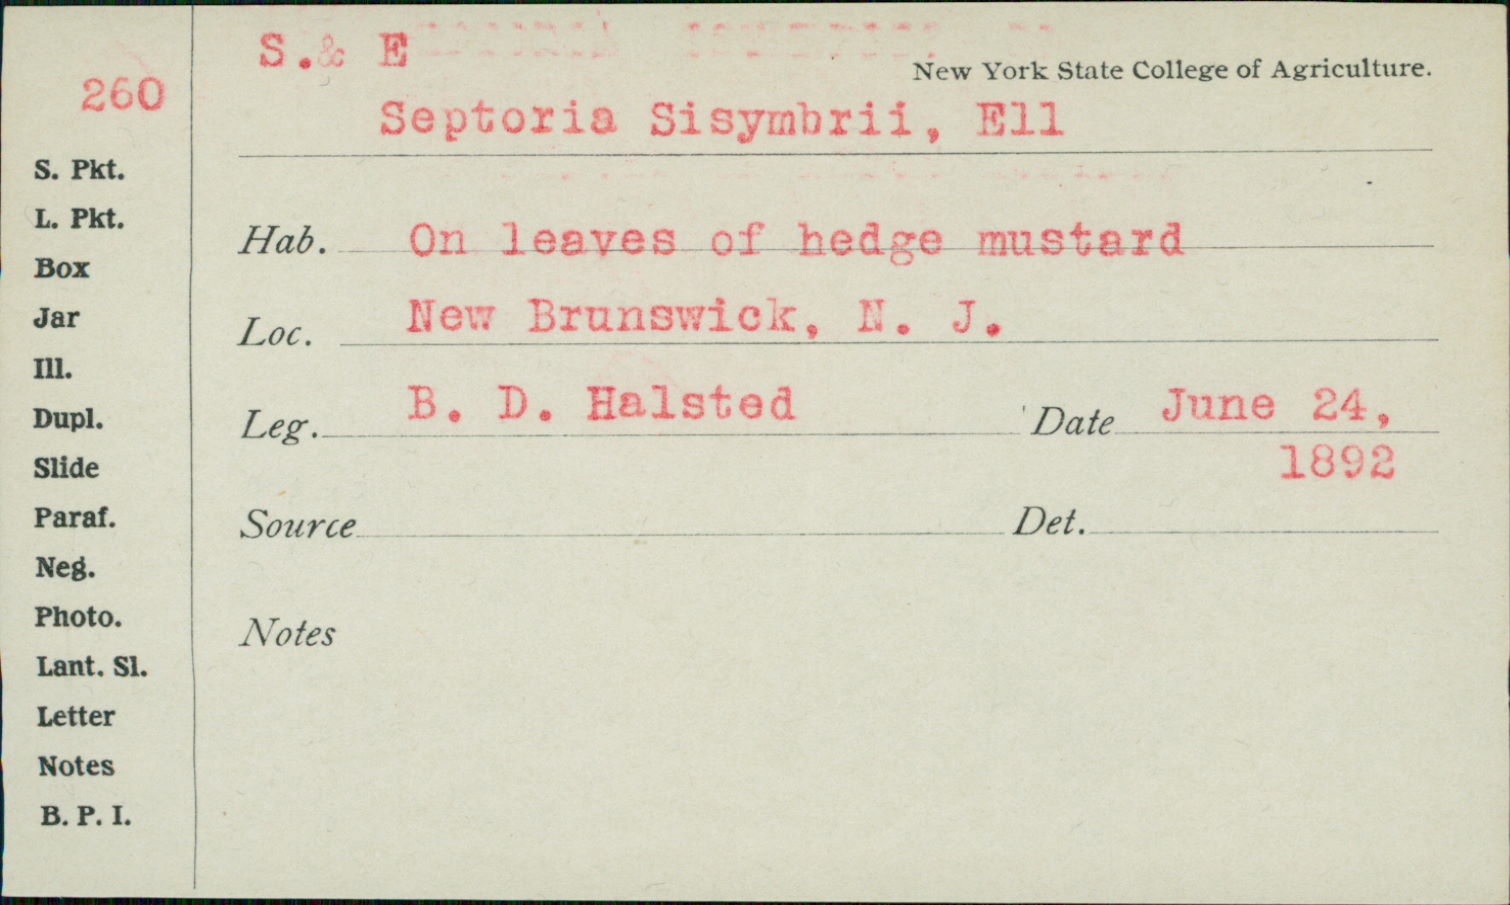 S.& E
New York State College of Agriculture.
260
Septoria Sisymbrii, Ell
S. Pkt.
L. Pkt.
Hab. On leaves of hedge mustard
Box
Jar
Loc. New Brunswick, N. J.
Ill.
Dupl.
Leg. B. D. Halsted Date June 24,
1892
Slide
Paraf.
Source Det.
Neg.
Photo.
Notes
Lant. Sl.
Letter
Notes
B. P. I.